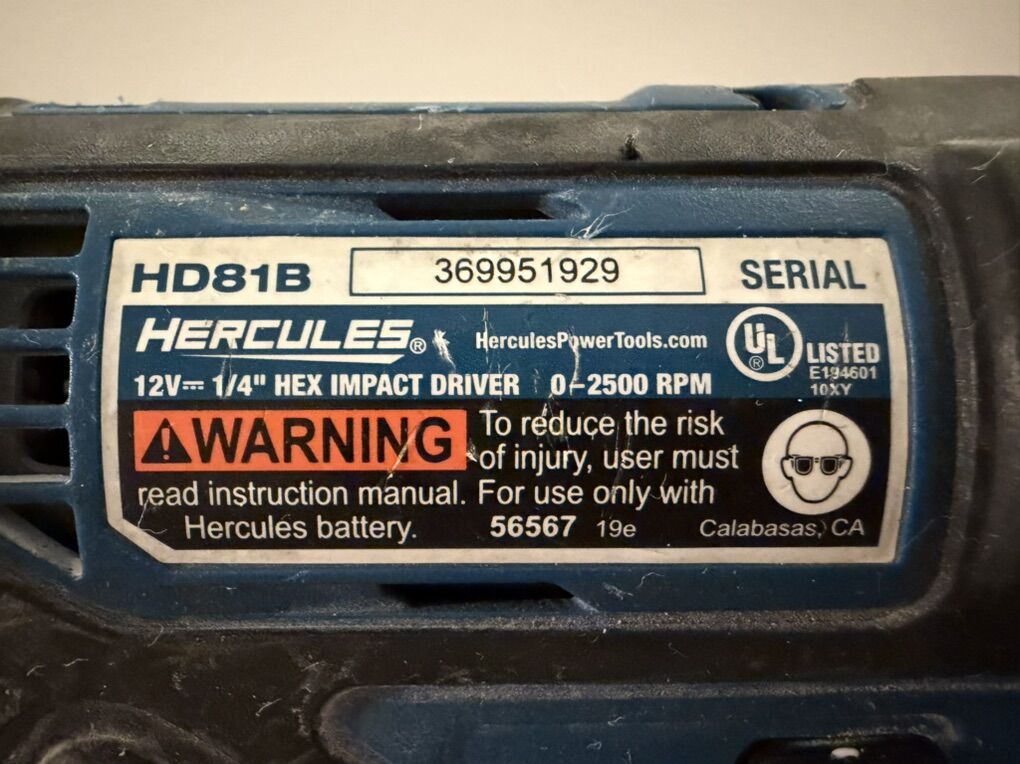 HD81B 369951929 SERIAL
HERCULES® HerculesPowerTools.com UL® LISTED
E194601
12V⎓ 1/4" HEX IMPACT DRIVER 0-2500 RPM 10XY
⚠WARNING To reduce the risk
of injury, user must
read instruction manual. For use only with
Hercules battery. 56567 19e Calabasas, CA